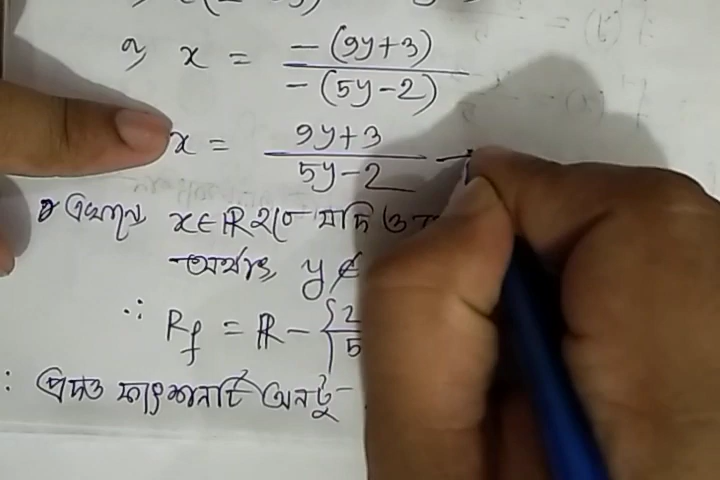 বা, x = -(9y+3) / -(5y-2)
x = 9y+3 / 5y-2
এখানে x ∈ ℝ হবে যদি ও
অর্থাৎ, y ∉
∴ R_f = ℝ - {2/5
প্রদত্ত ফাংশনটি অনটু